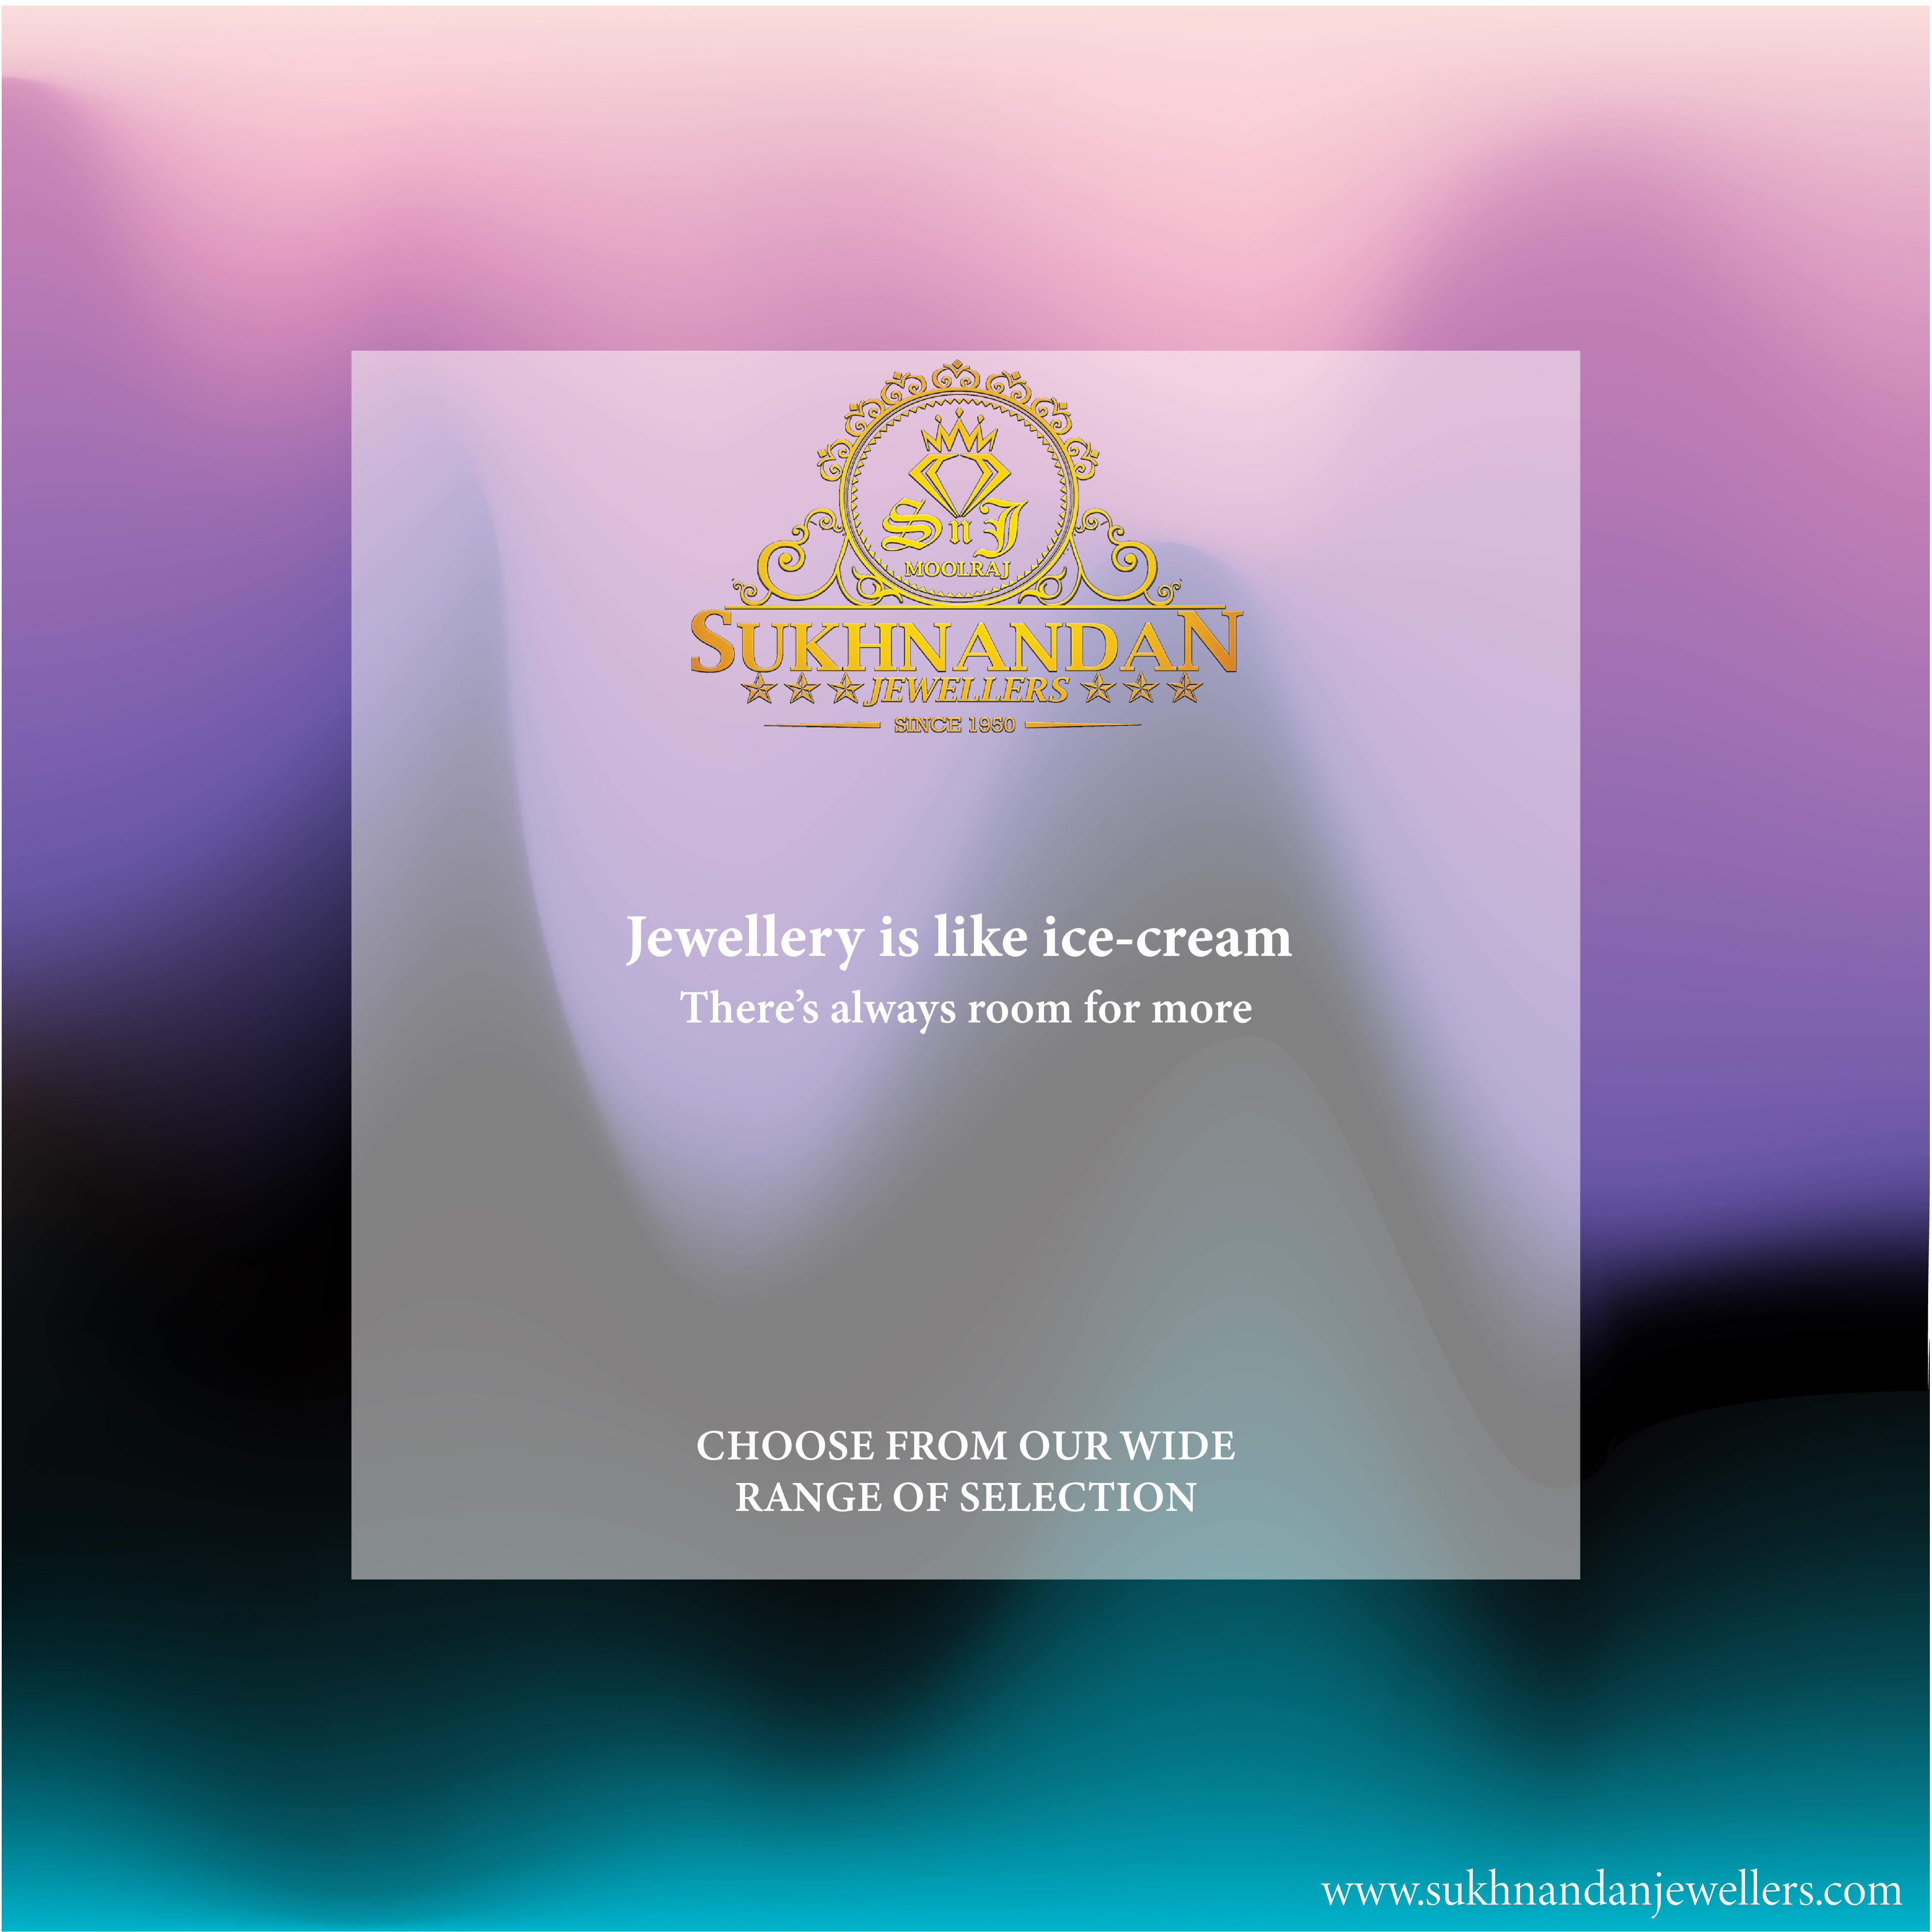 SnJ
MOOLRAJ
SUKHNANDAN
JEWELLERS
SINCE 1950
Jewellery is like ice-cream
There’s always room for more
CHOOSE FROM OUR WIDE
RANGE OF SELECTION
www.sukhnandanjewellers.com